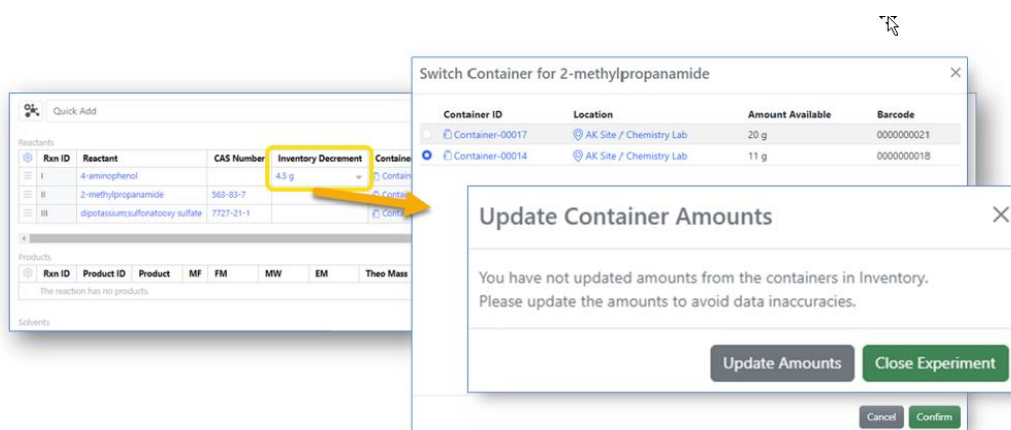 Quick Add
Reactants
Rxn ID Reactant CAS Number Inventory Decrement Containe
I 4-aminophenol 4.5 g Contain
II 2-methylpropanamide 563-83-7 Contain
III dipotassium;sulfonatooxy sulfate 7727-21-1 Conta
Products
Rxn ID Product ID Product MF FM MW EM Theo Mass
The reaction has no products.
Solvents
Switch Container for 2-methylpropanamide
Container ID Location Amount Available Barcode
Container-00017 AK Site / Chemistry Lab 20 g 0000000021
Container-00014 AK Site / Chemistry Lab 11 g 0000000018
Update Container Amounts
You have not updated amounts from the containers in Inventory.
Please update the amounts to avoid data inaccuracies.
Update Amounts Close Experiment
Cancel Confirm